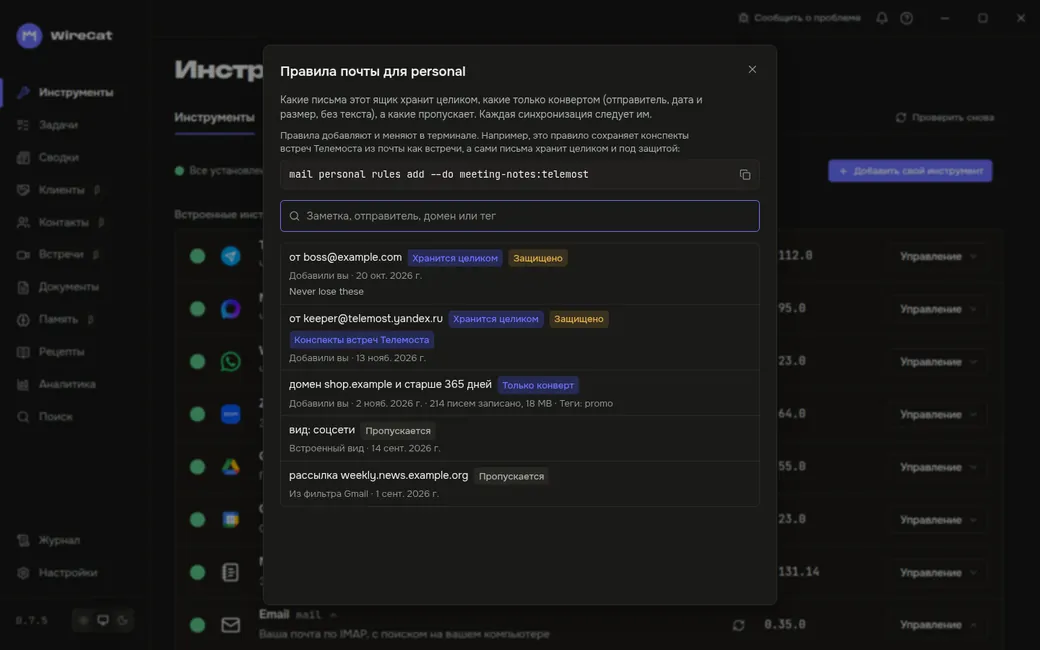 wirecat
Сообщить о проблеме
Инстр
Инструменты
Задачи
Сводки
Клиенты β
Контакты β
Встречи β
Документы
Память β
Рецепты
Аналитика
Поиск
Журнал
Настройки
0.7.5
Инструменты
Проверить снова
Все установлен
+ Добавить свой инструмент
Встроенные инст
Правила почты для personal
Какие письма этот ящик хранит целиком, какие только конвертом (отправитель, дата и
размер, без текста), а какие пропускает. Каждая синхронизация следует им.
Правила добавляют и меняют в терминале. Например, это правило сохраняет конспекты
встреч Телемоста из почты как встречи, а сами письма хранит целиком и под защитой:
mail personal rules add --do meeting-notes:telemost
Заметка, отправитель, домен или тег
от boss@example.com Хранится целиком Защищено
Добавили вы · 20 окт. 2026 г.
Never lose these
от keeper@telemost.yandex.ru Хранится целиком Защищено
Конспекты встреч Телемоста
Добавили вы · 13 нояб. 2026 г.
домен shop.example и старше 365 дней Только конверт
Добавили вы · 2 нояб. 2026 г. · 214 писем записано, 18 МВ · Теги: promo
вид: соцсети Пропускается
Встроенный вид · 14 сент. 2026 г.
рассылка weekly.news.example.org Пропускается
Из фильтра Gmail · 1 сент. 2026 г.
112.0 Управление
95.0 Управление
23.0 Управление
64.0 Управление
55.0 Управление
23.0 Управление
131.14 Управление
Email mail
Ваша почта по IMAP, с поиском на вашем компьютере
0.35.0 Управление